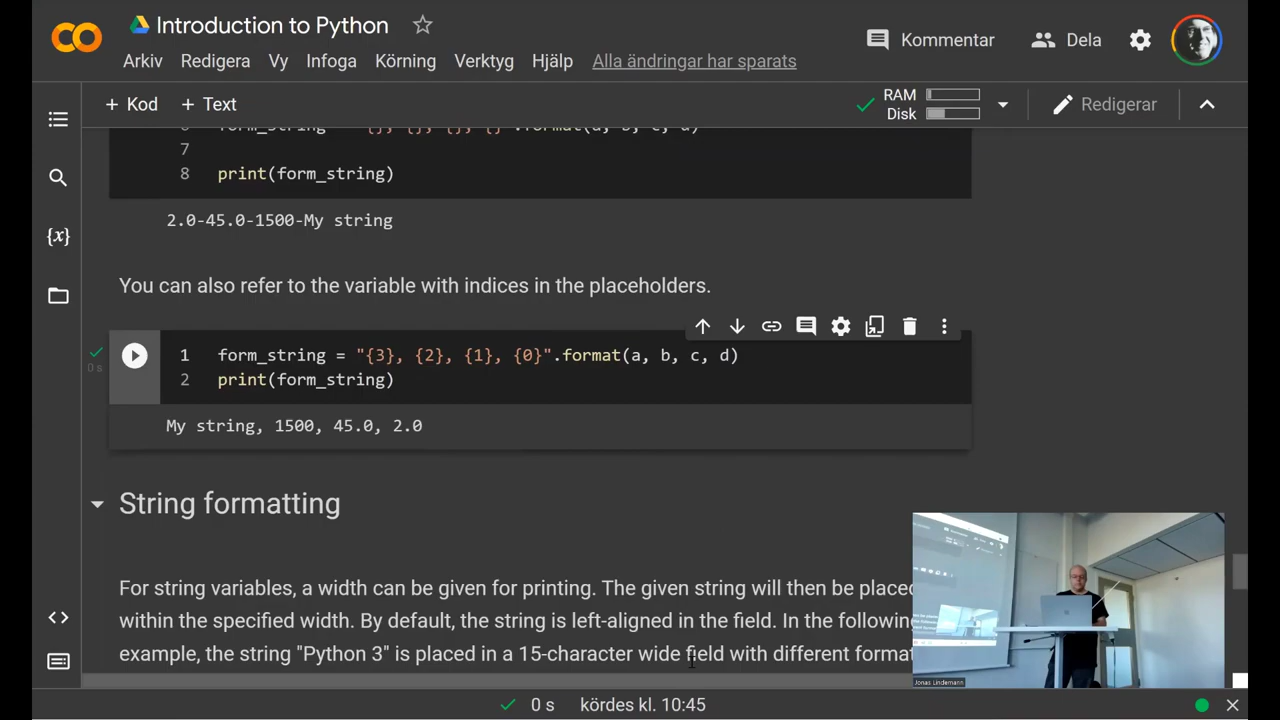 Introduction to Python
Arkiv Redigera Vy Infoga Körning Verktyg Hjälp Alla ändringar har sparats
Kommentar Dela
+ Kod + Text
RAM
Disk
Redigerar
6 form_string = "{}, {}, {}, {}".format(a, b, c, d)
7
8 print(form_string)
2.0-45.0-1500-My string
You can also refer to the variable with indices in the placeholders.
0 s
1 form_string = "{3}, {2}, {1}, {0}".format(a, b, c, d)
2 print(form_string)
My string, 1500, 45.0, 2.0
String formatting
For string variables, a width can be given for printing. The given string will then be placed
within the specified width. By default, the string is left-aligned in the field. In the following
example, the string "Python 3" is placed in a 15-character wide field with different format
Jonas Lindemann
0 s kördes kl. 10:45